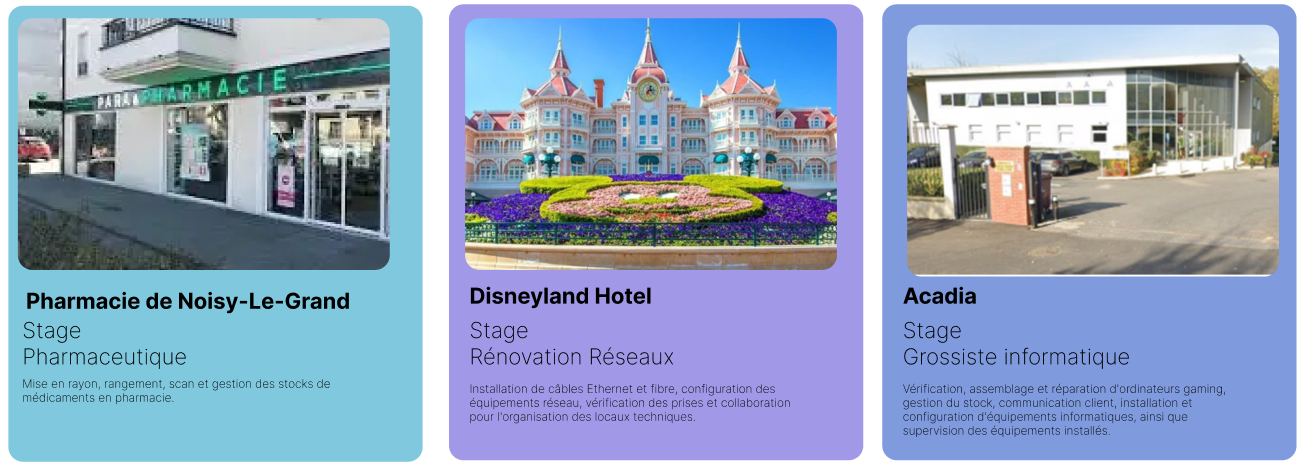 PARA&PHARMACIE
Pharmacie de Noisy-Le-Grand
Stage
Pharmaceutique
Mise en rayon, rangement, scan et gestion des stocks de
médicaments en pharmacie.
Disneyland Hotel
Stage
Rénovation Réseaux
Installation de câbles Ethernet et fibre, configuration des
équipements réseau, vérification des prises et collaboration
pour l'organisation des locaux techniques.
Acadia
Stage
Grossiste informatique
Vérification, assemblage et réparation d'ordinateurs gaming,
gestion du stock, communication client, installation et
configuration d'équipements informatiques, ainsi que
supervision des équipements installés.